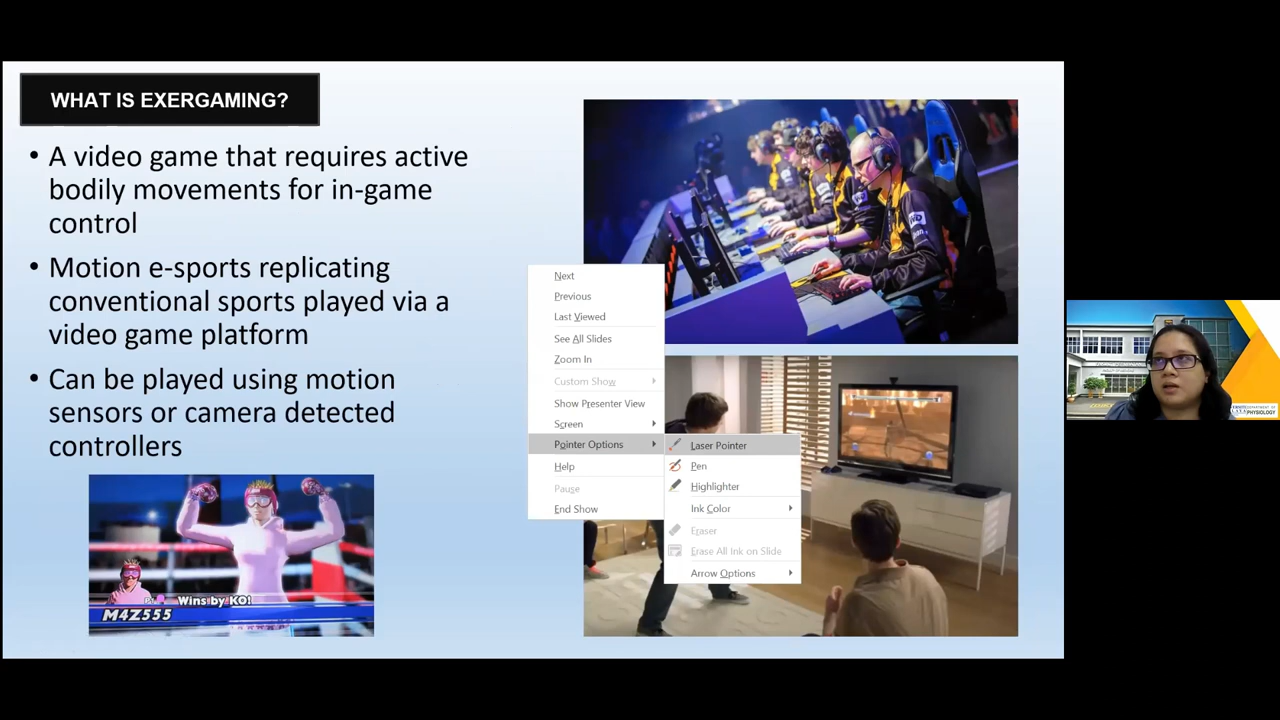 WHAT IS EXERGAMING?
• A video game that requires active
bodily movements for in-game
control
• Motion e-sports replicating
conventional sports played via a
video game platform
• Can be played using motion
sensors or camera detected
controllers
Wins by KO!
M4Z555
Next
Previous
Last Viewed
See All Slides
Zoom In
Custom Show
Show Presenter View
Screen
Pointer Options
Help
Pause
End Show
Laser Pointer
Pen
Highlighter
Ink Color
Eraser
Erase All Ink on Slide
Arrow Options
DEPARTMENT OF
PHYSIOLOGY